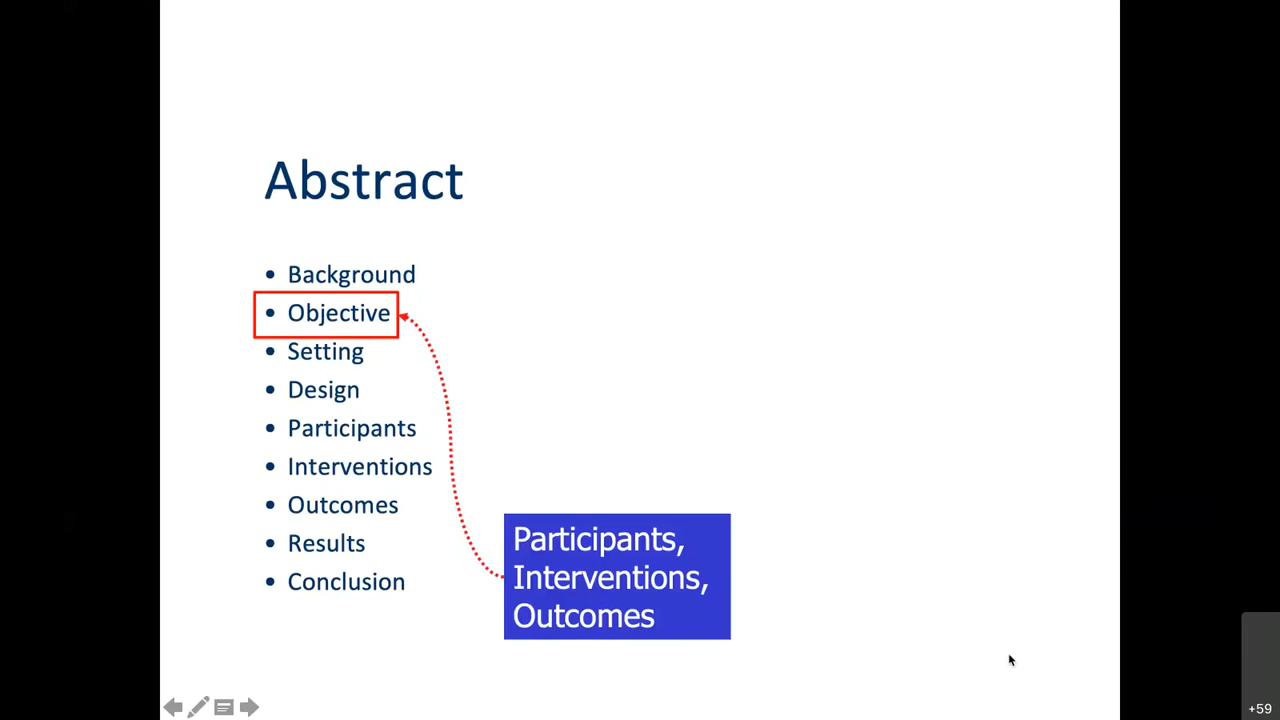 Abstract
• Background
• Objective
• Setting
• Design
• Participants
• Interventions
• Outcomes
• Results
• Conclusion
Participants,
Interventions,
Outcomes
+59